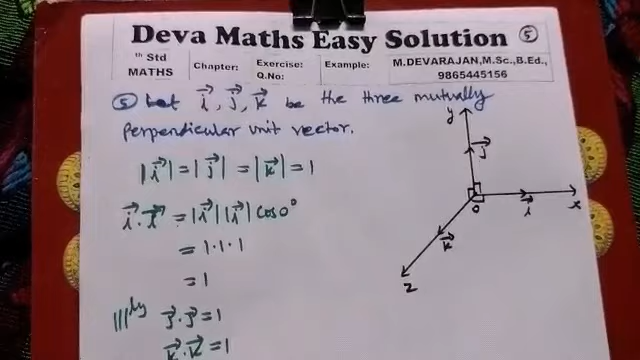 Deva Maths Easy Solution ⑤
th Std
MATHS
Chapter:
Exercise:
Q.No:
Example:
M.DEVARAJAN,M.Sc.,B.Ed.,
9865445156
⑤ Let i⃗, j⃗, k⃗ be the three mutually
perpendicular unit vector.
|i⃗| = |j⃗| = |k⃗| = 1
i⃗.i⃗ = |i⃗| |i⃗| cos0°
= 1.1.1
= 1
|||ly j⃗.j⃗ = 1
k⃗.k⃗ = 1
y
j⃗
0
i⃗
x
k⃗
z